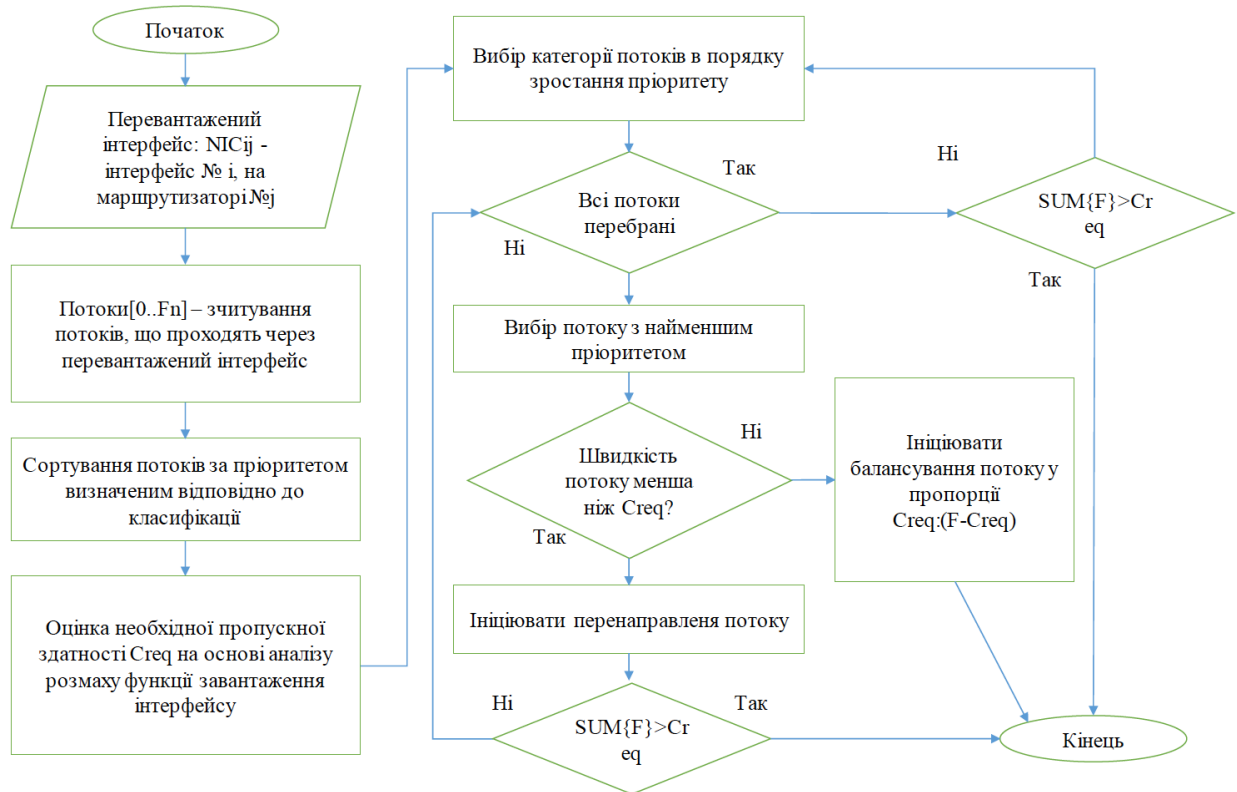 Початок
Перевантажений
інтерфейс: NICij -
інтерфейс № i, на
маршрутизаторі №j
Потоки[0..Fn] – зчитування
потоків, що проходять через
перевантажений інтерфейс
Сортування потоків за пріоритетом
визначеним відповідно до
класифікації
Оцінка необхідної пропускної
здатності Creq на основі аналізу
розмаху функції завантаження
інтерфейсу
Вибір категорії потоків в порядку
зростання пріоритету
Всі потоки
перебрані
Так
Ні
SUM{F}>Cr
eq
Ні
Так
Вибір потоку з найменшим
пріоритетом
Швидкість
потоку менша
ніж Creq?
Ні
Так
Ініціювати
балансування потоку у
пропорції
Creq:(F-Creq)
Ініціювати перенаправленя потоку
SUM{F}>Cr
eq
Ні
Так
Кінець